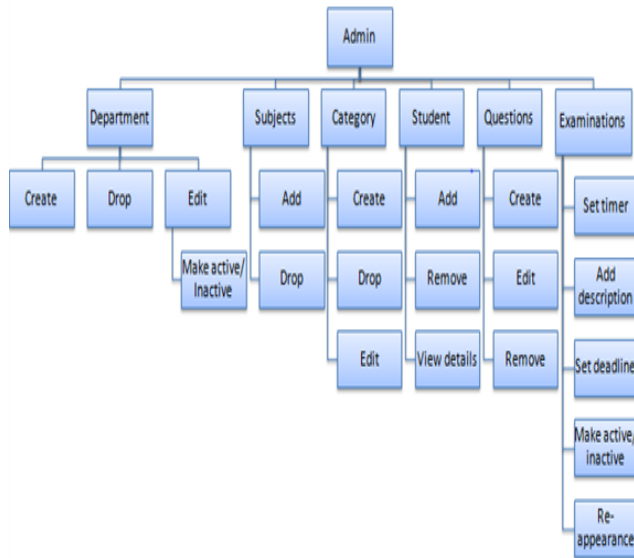 Admin
Department
Subjects
Category
Student
Questions
Examinations
Create
Drop
Edit
Add
Create
Add
Create
Set timer
Make active/
Inactive
Drop
Drop
Remove
Edit
Add
description
Edit
View details
Remove
Set deadline
Make active/
inactive
Re-
appearance